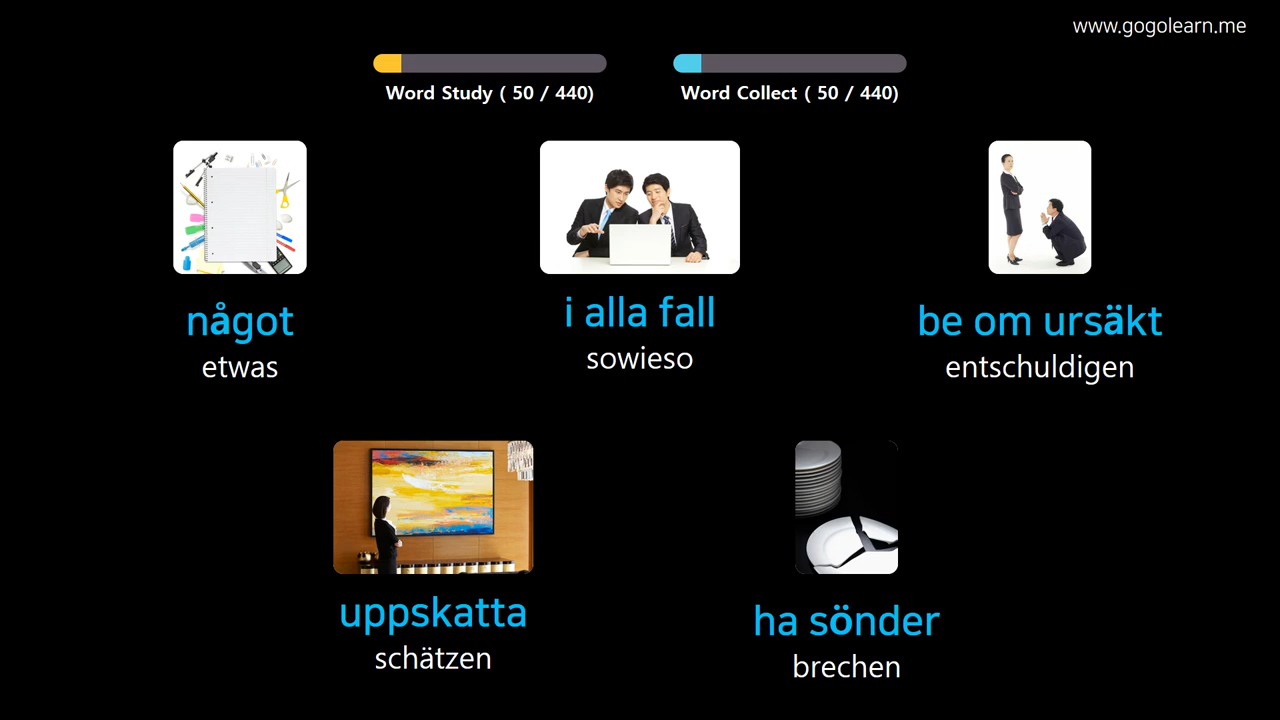 www.gogolearn.me
Word Study ( 50 / 440)
Word Collect ( 50 / 440)
något
etwas
i alla fall
sowieso
be om ursäkt
entschuldigen
uppskatta
schätzen
ha sönder
brechen